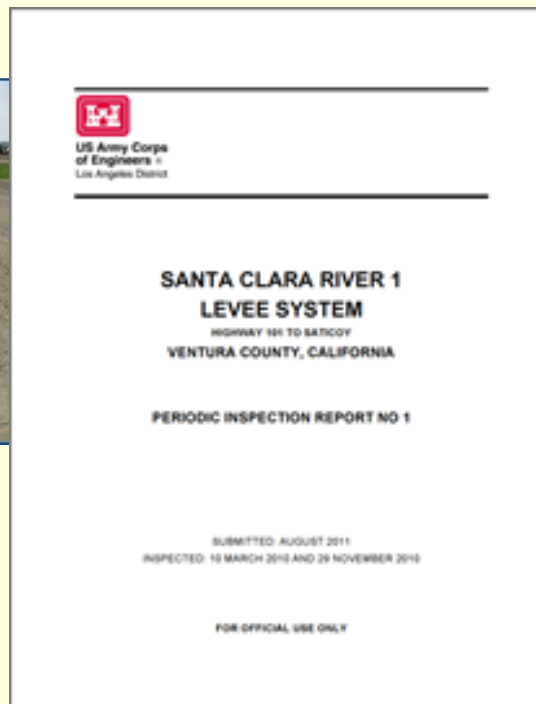 US Army Corps
of Engineers ®
Los Angeles District
SANTA CLARA RIVER 1
LEVEE SYSTEM
HIGHWAY 101 TO SATICOY
VENTURA COUNTY, CALIFORNIA
PERIODIC INSPECTION REPORT NO 1
SUBMITTED: AUGUST 2011
INSPECTED: 10 MARCH 2010 AND 29 NOVEMBER 2010
FOR OFFICIAL USE ONLY